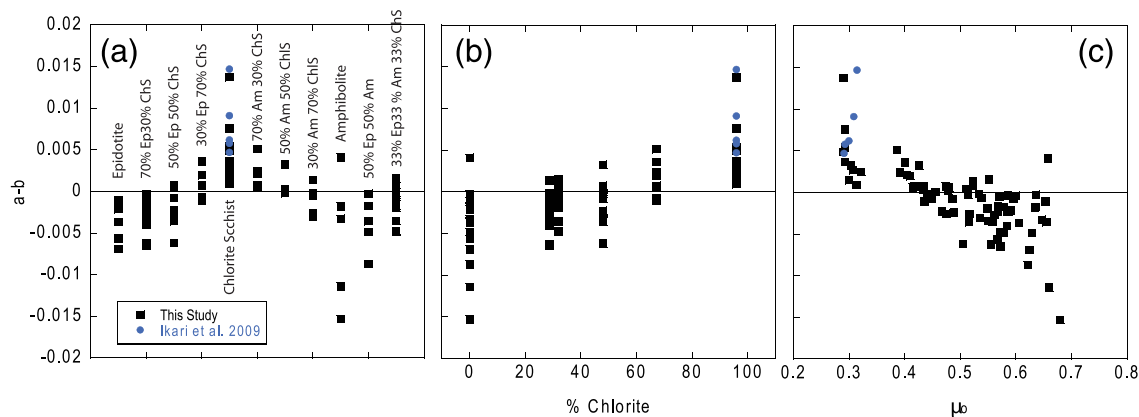 (a)
(b)
(c)
0.02
0.015
0.01
0.005
0
-0.005
-0.01
-0.015
-0.02
a-b
Epidotite
70% Ep30% ChS
50% Ep 50% ChS
30% Ep 70% ChS
Chlorite Scchist
70% Am 30% ChS
50% Am 50% ChlS
30% Am 70% ChlS
Amphibolite
50% Ep 50% Am
33% Ep33 % Am 33% ChS
This Study
Ikari et al. 2009
0 20 40 60 80 100
% Chlorite
0.2 0.3 0.4 0.5 0.6 0.7 0.8
μo